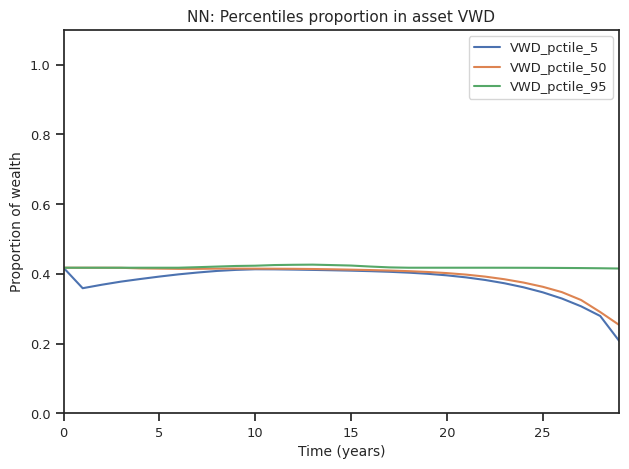 NN: Percentiles proportion in asset VWD
VWD_pctile_5
VWD_pctile_50
VWD_pctile_95
Proportion of wealth
1.0
0.8
0.6
0.4
0.2
0.0
0 5 10 15 20 25
Time (years)